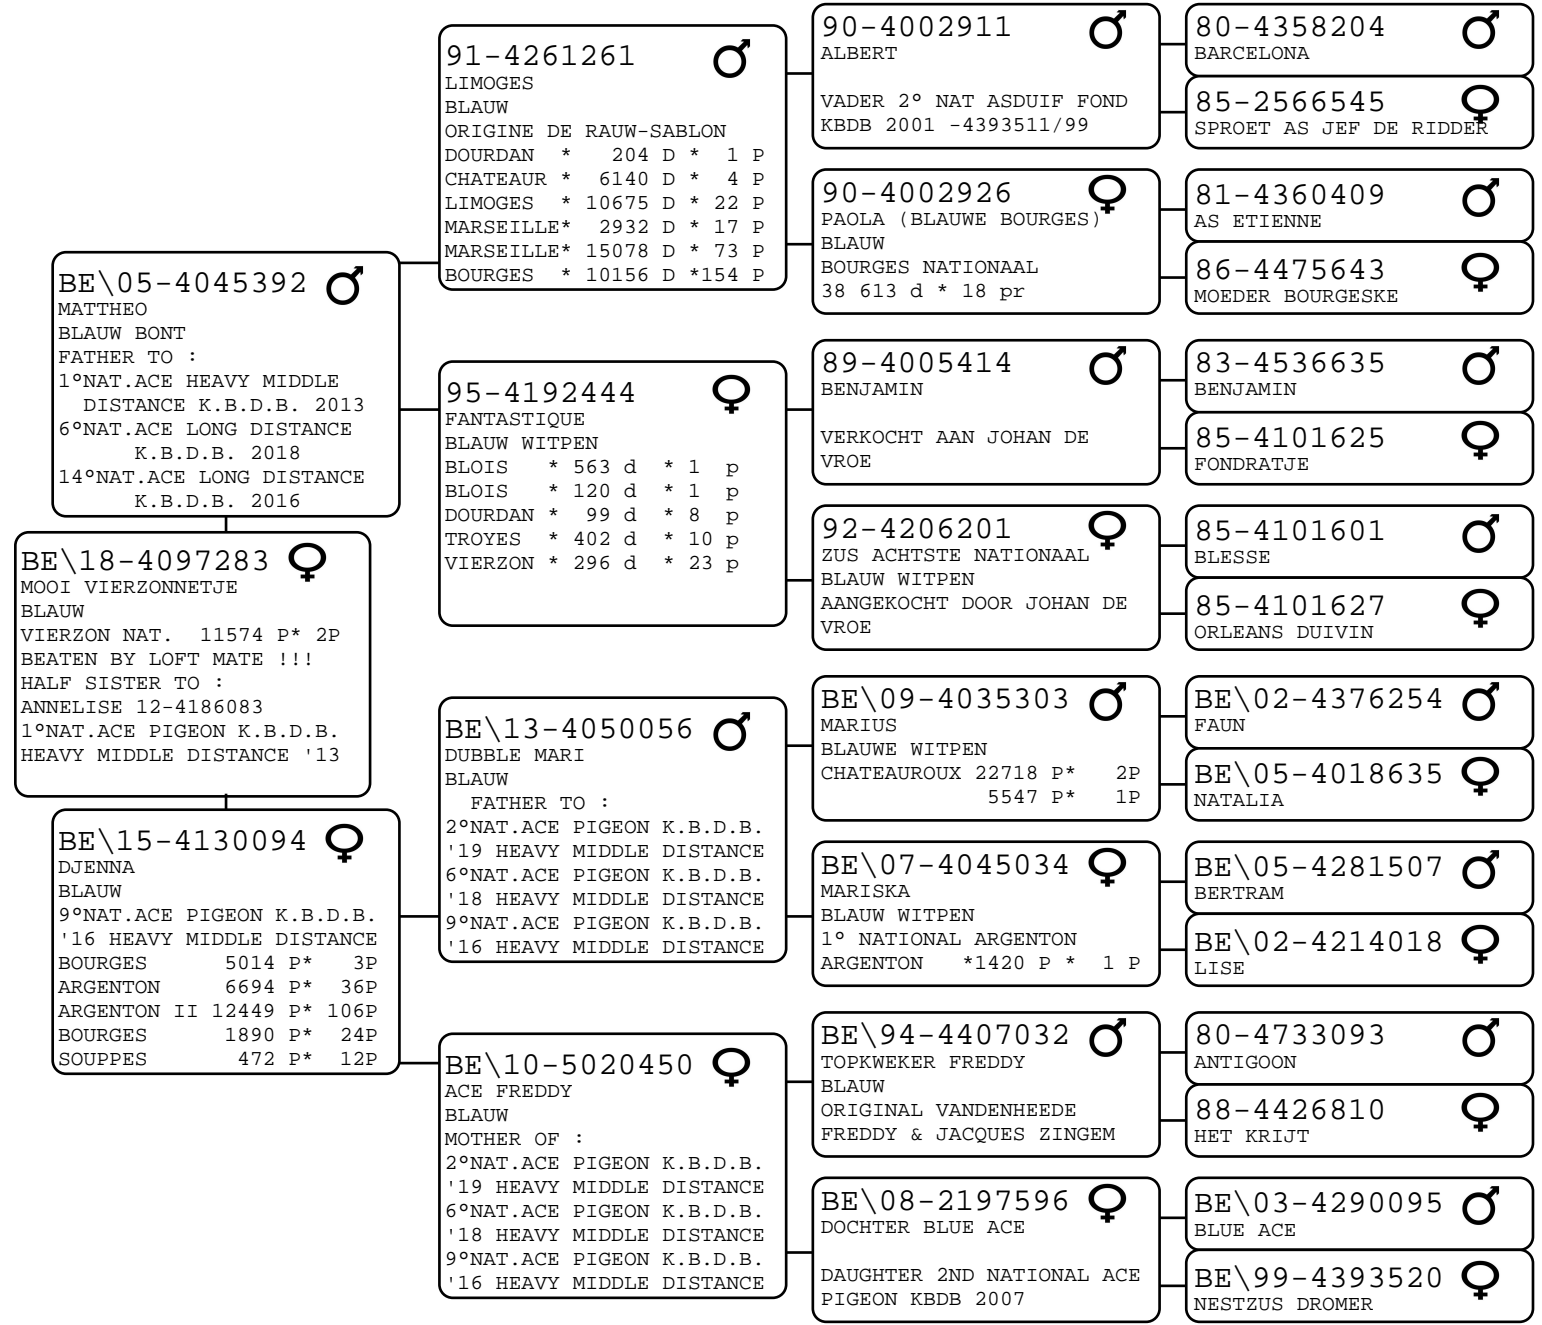 BE\18-4097283
MOOI VIERZONNETJE
BLAUW
VIERZON NAT.  11574 P* 2P
BEATEN BY LOFT MATE !!!
HALF SISTER TO :
ANNELISE 12-4186083
1°NAT.ACE PIGEON K.B.D.B.
HEAVY MIDDLE DISTANCE '13
BE\05-4045392
MATTHEO
BLAUW BONT
FATHER TO :
1°NAT.ACE HEAVY MIDDLE
DISTANCE K.B.D.B. 2013
6°NAT.ACE LONG DISTANCE
K.B.D.B. 2018
14°NAT.ACE LONG DISTANCE
K.B.D.B. 2016
BE\15-4130094
DJENNA
BLAUW
9°NAT.ACE PIGEON K.B.D.B.
'16 HEAVY MIDDLE DISTANCE
BOURGES      5014 P*   3P
ARGENTON     6694 P*  36P
ARGENTON II 12449 P* 106P
BOURGES      1890 P*  24P
SOUPPES       472 P*  12P
91-4261261
LIMOGES
BLAUW
ORIGINE DE RAUW-SABLON
DOURDAN  *   204 D *  1 P
CHATEAUR *  6140 D *  4 P
LIMOGES  * 10675 D * 22 P
MARSEILLE*  2932 D * 17 P
MARSEILLE* 15078 D * 73 P
BOURGES  * 10156 D *154 P
95-4192444
FANTASTIQUE
BLAUW WITPEN
BLOIS   * 563 d  * 1  p
BLOIS   * 120 d  * 1  p
DOURDAN *  99 d  * 8  p
TROYES  * 402 d  * 10 p
VIERZON * 296 d  * 23 p
BE\13-4050056
DUBBLE MARI
BLAUW
FATHER TO :
2°NAT.ACE PIGEON K.B.D.B.
'19 HEAVY MIDDLE DISTANCE
6°NAT.ACE PIGEON K.B.D.B.
'18 HEAVY MIDDLE DISTANCE
9°NAT.ACE PIGEON K.B.D.B.
'16 HEAVY MIDDLE DISTANCE
BE\10-5020450
ACE FREDDY
BLAUW
MOTHER OF :
2°NAT.ACE PIGEON K.B.D.B.
'19 HEAVY MIDDLE DISTANCE
6°NAT.ACE PIGEON K.B.D.B.
'18 HEAVY MIDDLE DISTANCE
9°NAT.ACE PIGEON K.B.D.B.
'16 HEAVY MIDDLE DISTANCE
90-4002911
ALBERT
VADER 2° NAT ASDUIF FOND
KBDB 2001 -4393511/99
90-4002926
PAOLA (BLAUWE BOURGES)
BLAUW
BOURGES NATIONAAL
38 613 d * 18 pr
89-4005414
BENJAMIN
VERKOCHT AAN JOHAN DE
VROE
92-4206201
ZUS ACHTSTE NATIONAAL
BLAUW WITPEN
AANGEKOCHT DOOR JOHAN DE
VROE
BE\09-4035303
MARIUS
BLAUWE WITPEN
CHATEAUROUX 22718 P*   2P
5547 P*   1P
BE\07-4045034
MARISKA
BLAUW WITPEN
1° NATIONAL ARGENTON
ARGENTON   *1420 P *  1 P
BE\94-4407032
TOPKWEKER FREDDY
BLAUW
ORIGINAL VANDENHEEDE
FREDDY & JACQUES ZINGEM
BE\08-2197596
DOCHTER BLUE ACE
DAUGHTER 2ND NATIONAL ACE
PIGEON KBDB 2007
80-4358204
BARCELONA
85-2566545
SPROET AS JEF DE RIDDER
81-4360409
AS ETIENNE
86-4475643
MOEDER BOURGESKE
83-4536635
BENJAMIN
85-4101625
FONDRATJE
85-4101601
BLESSE
85-4101627
ORLEANS DUIVIN
BE\02-4376254
FAUN
BE\05-4018635
NATALIA
BE\05-4281507
BERTRAM
BE\02-4214018
LISE
80-4733093
ANTIGOON
88-4426810
HET KRIJT
BE\03-4290095
BLUE ACE
BE\99-4393520
NESTZUS DROMER